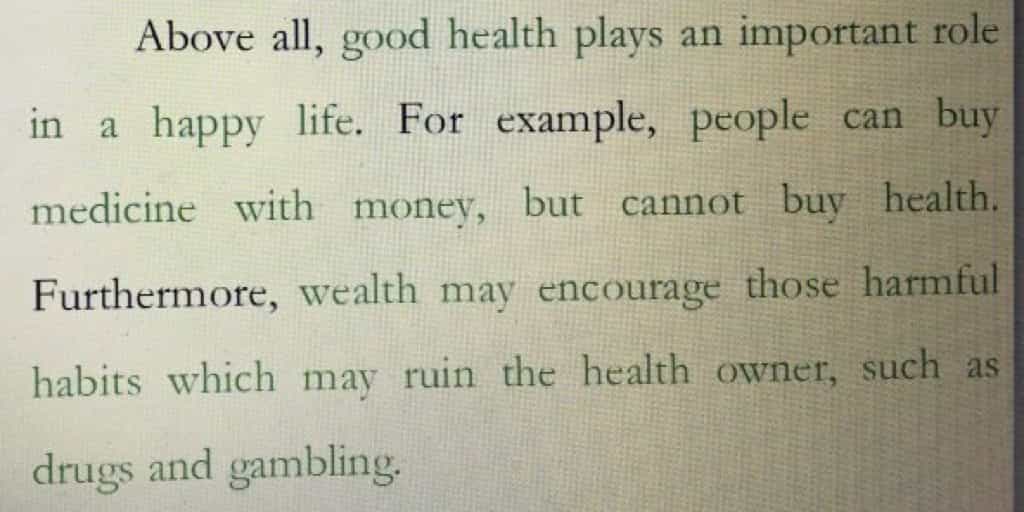 Above all, good health plays an important role
in a happy life. For example, people can buy
medicine with money, but cannot buy health.
Furthermore, wealth may encourage those harmful
habits which may ruin the health owner, such as
drugs and gambling.